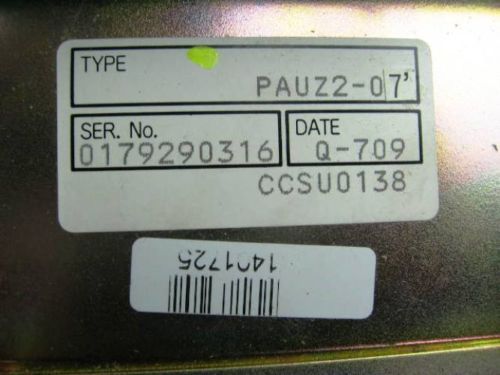 TYPE
PAUZ2-07'
SER. No.
0179290316
DATE
Q-709
CCSU0138
1401725